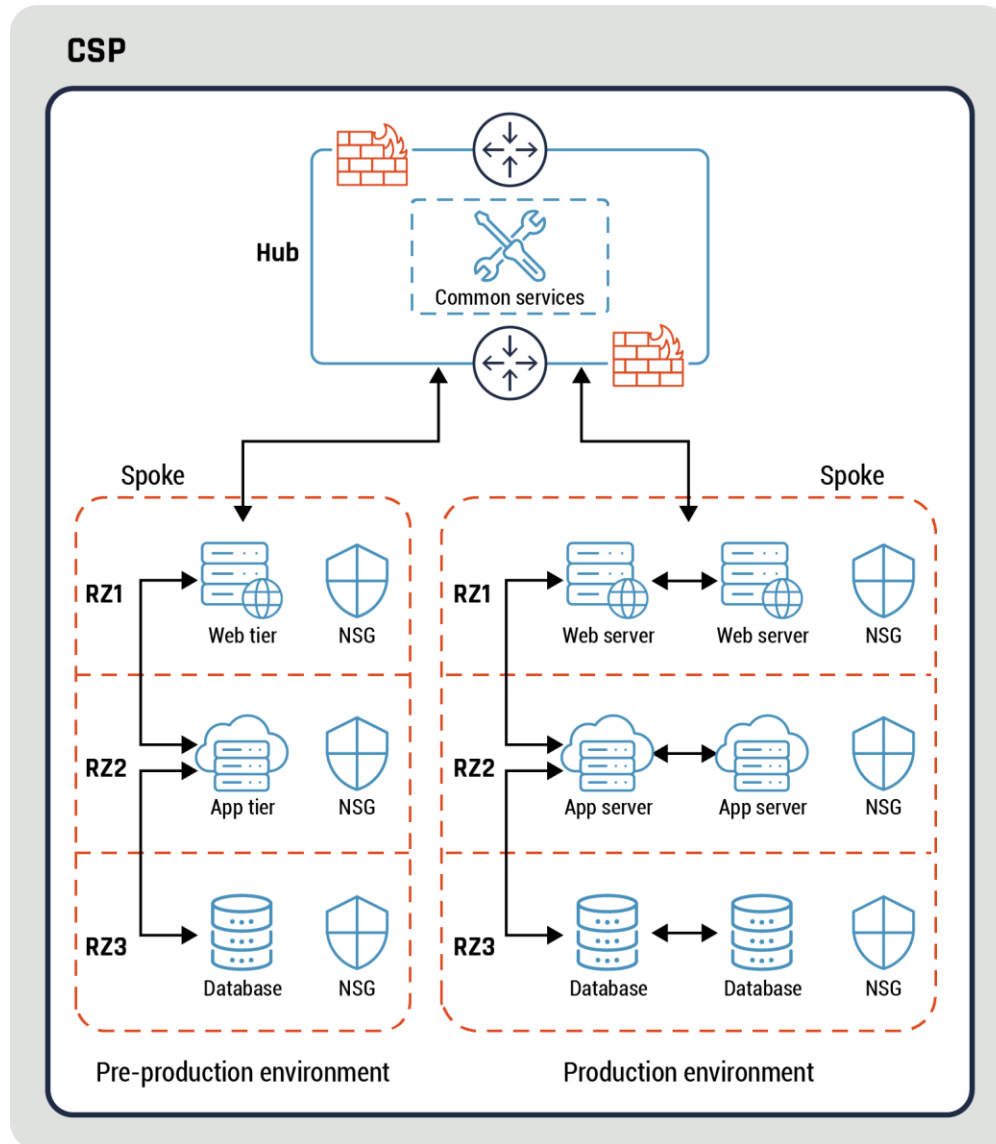 CSP
Hub
Common services
Spoke
Spoke
RZ1
Web tier
NSG
RZ1
Web server
Web server
NSG
RZ2
App tier
NSG
RZ2
App server
App server
NSG
RZ3
Database
NSG
RZ3
Database
Database
NSG
Pre-production environment
Production environment